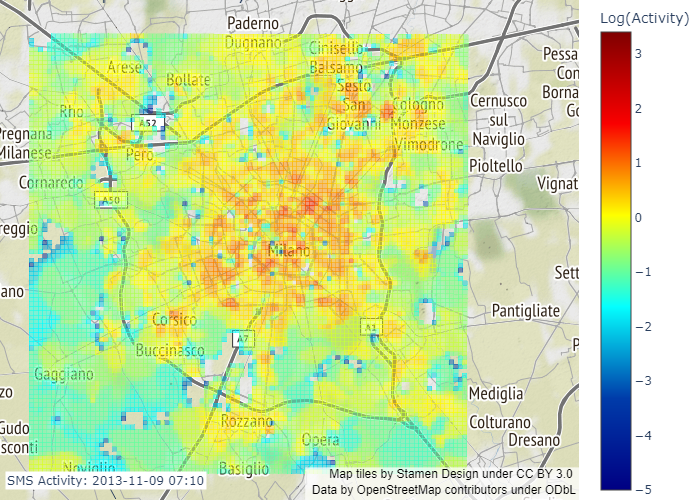 Log(Activity)
3
2
1
0
−1
−2
−3
−4
−5
Paderno
Dugnano
Cinisello
Balsamo
Arese
Bollate
Sesto
San
Giovanni
Cologno
Monzese
Vimodrone
Pessa
Con
Borna
Go
Cernusco
sul
Naviglio
Rho
A52
Pregnana
Milanese
Pero
Pioltello
Cornaredo
Vignat
A50
reggio
Milano
Sett
ano
Pantigliate
Corsico
A1
A7
P
Buccinasco
Gaggiano
zo
Mediglia
Rozzano
Colturano
Gudo
sconti
Opera
Dresano
Noviglio
Basiglio
SMS Activity: 2013-11-09 07:10
Map tiles by Stamen Design under CC BY 3.0
Data by OpenStreetMap contributors under ODbL